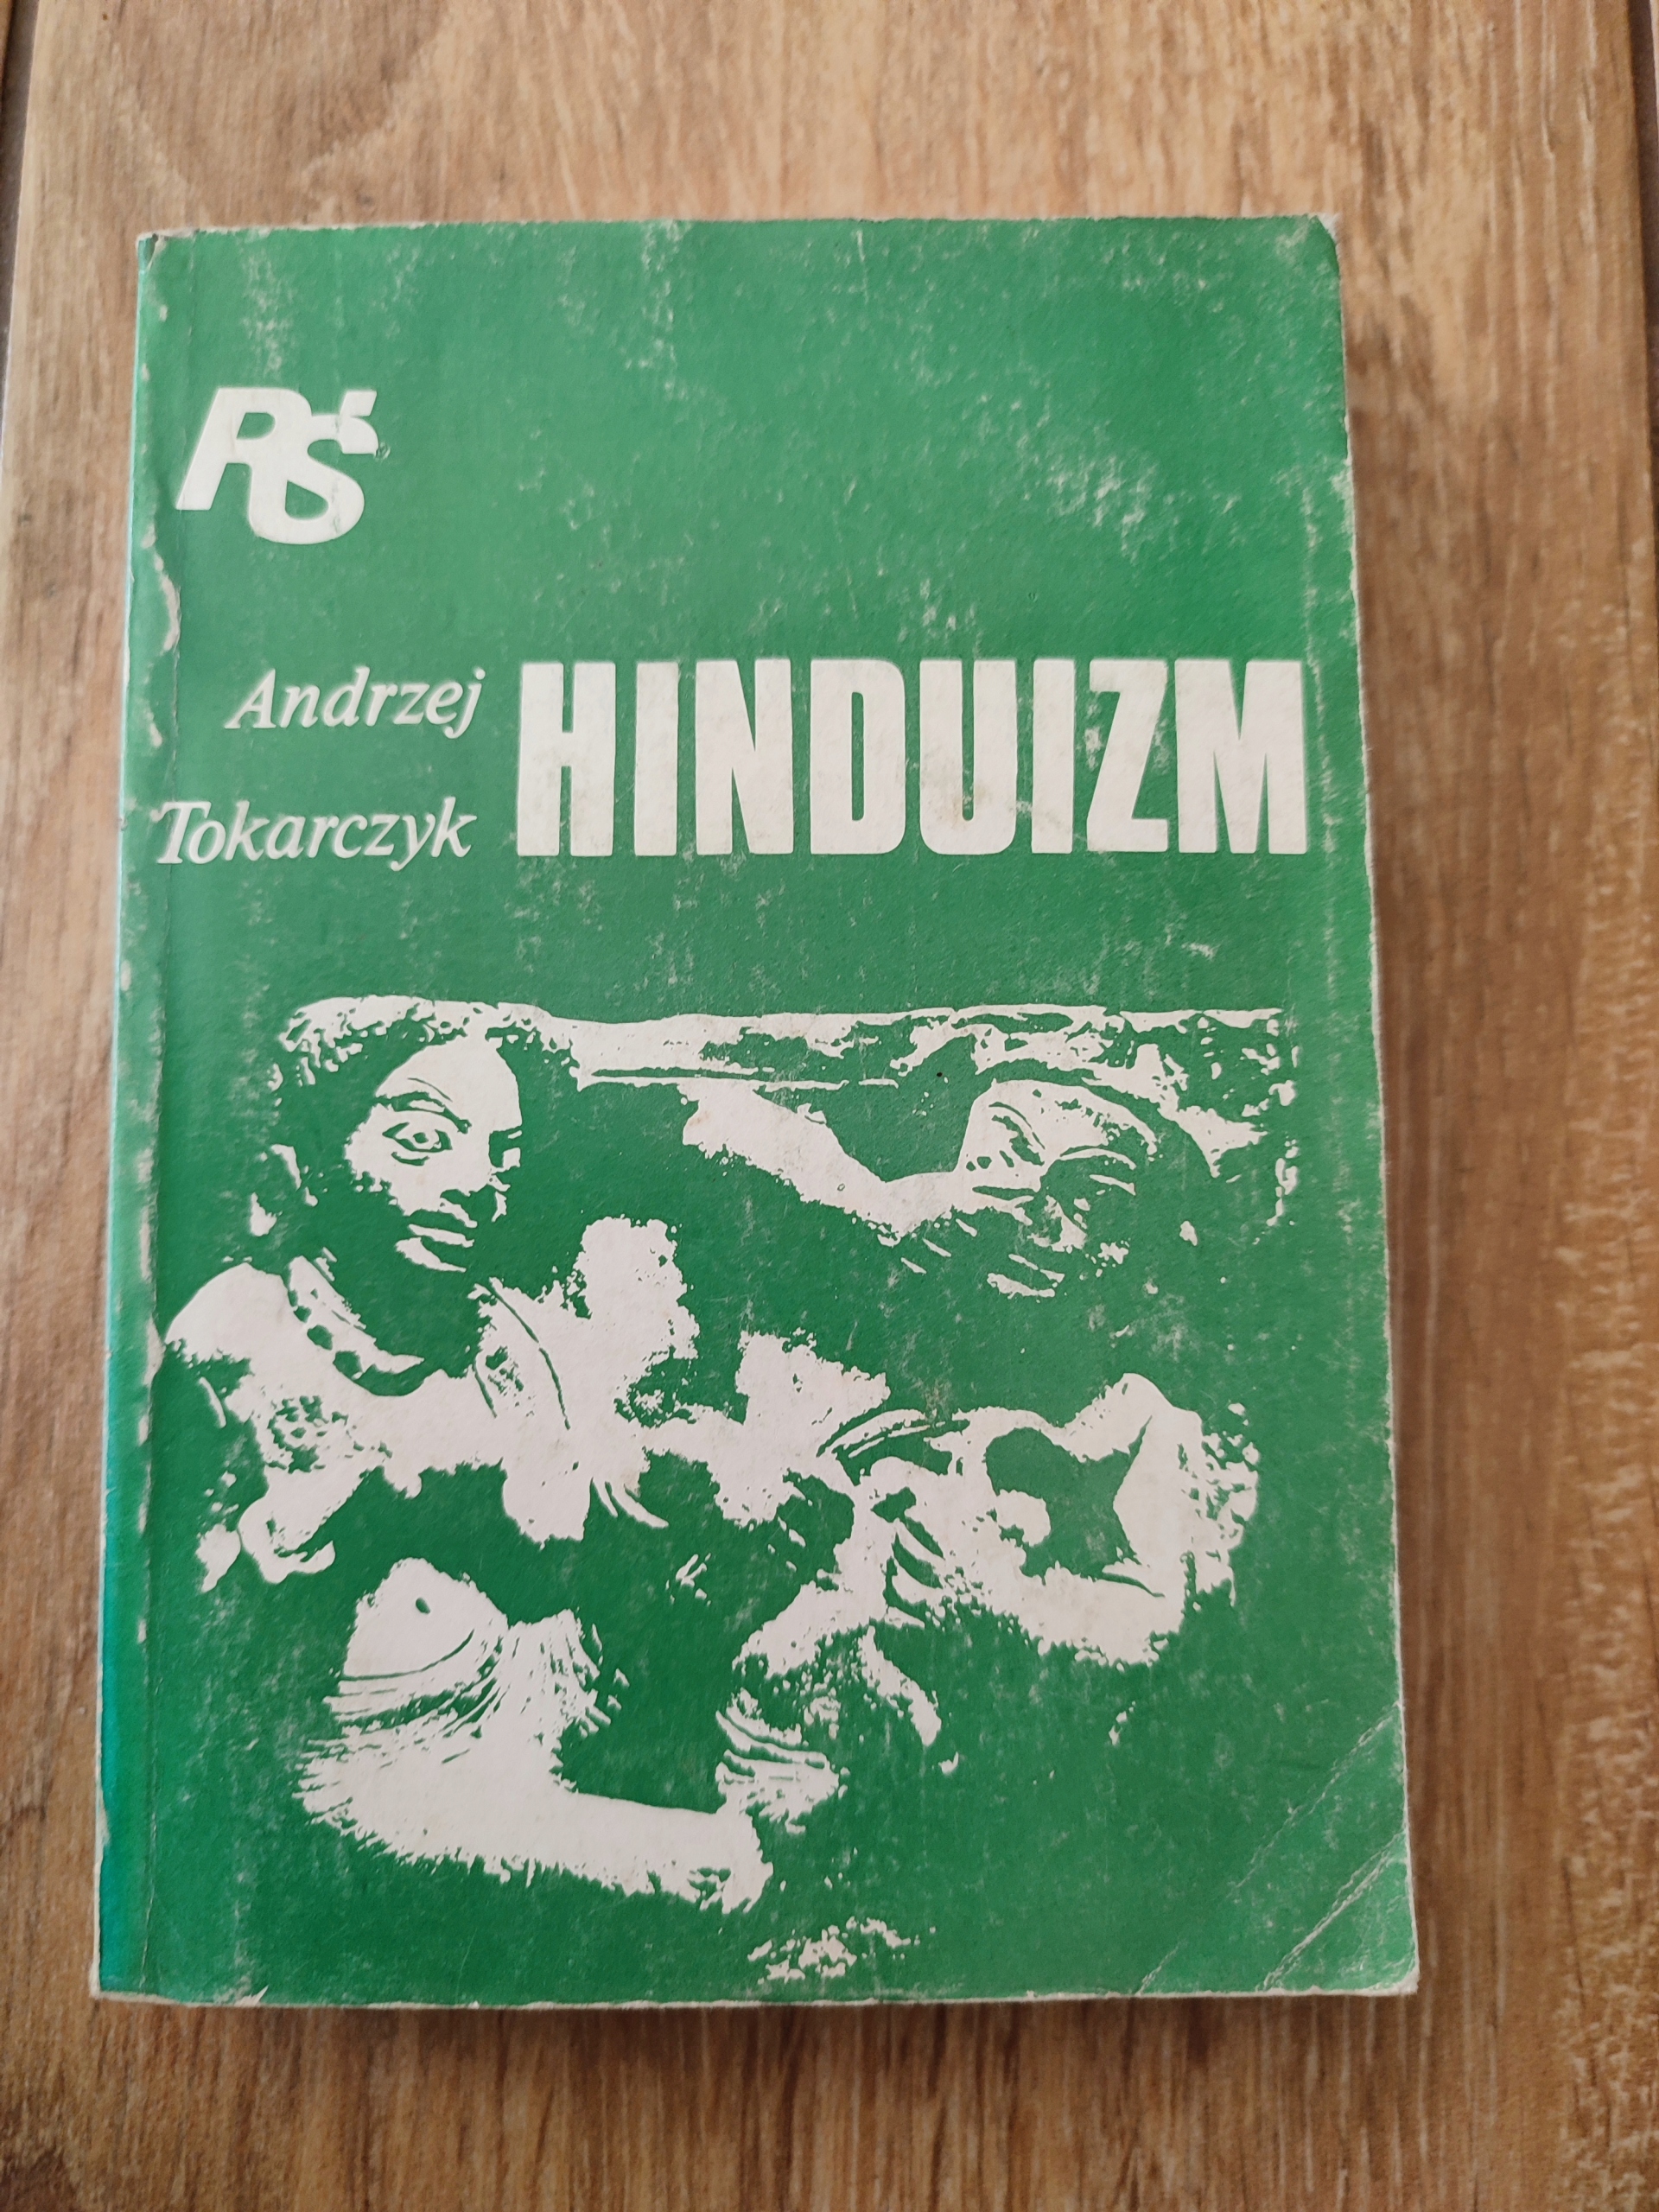 RŚ
Andrzej
Tokarczyk
HINDUIZM